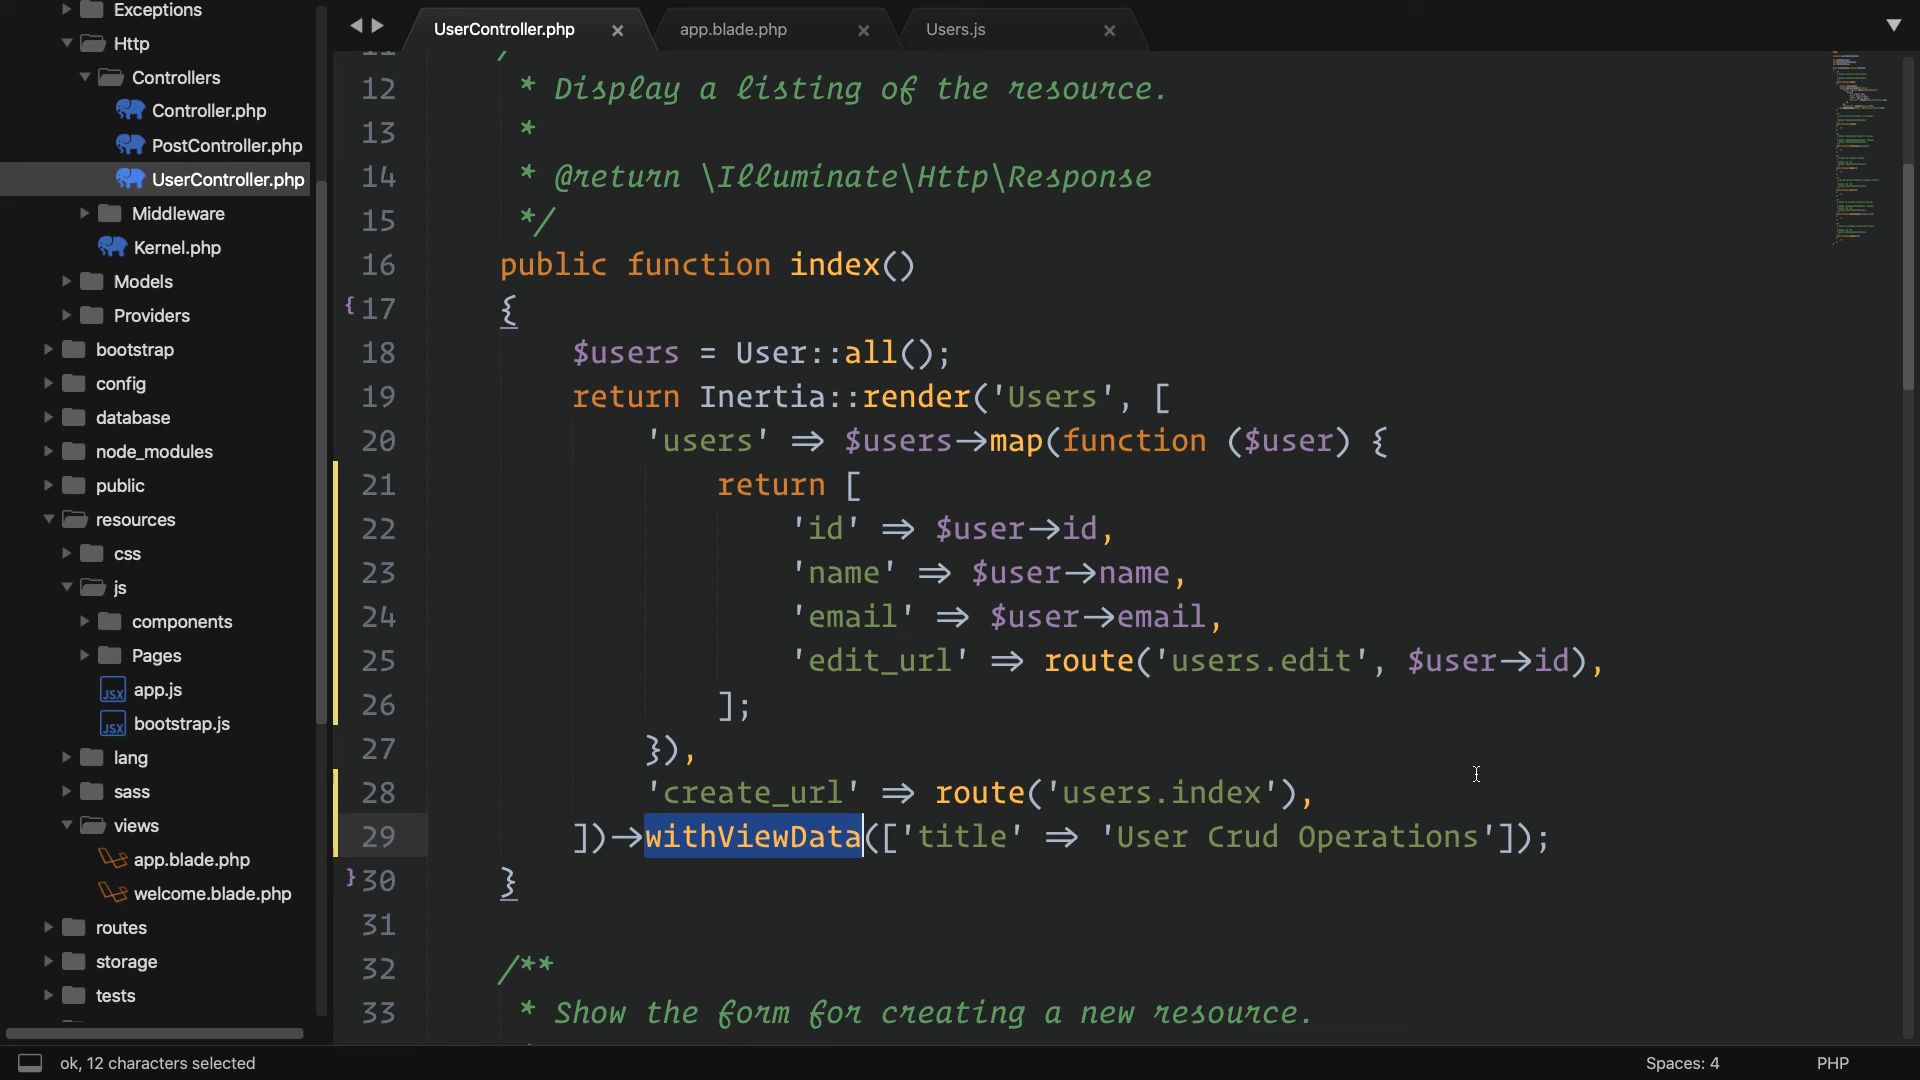 Exceptions
Http
Controllers
Controller.php
PostController.php
UserController.php
Middleware
Kernel.php
Models
Providers
bootstrap
config
database
node_modules
public
resources
css
js
components
Pages
JSX app.js
JSX bootstrap.js
lang
sass
views
app.blade.php
welcome.blade.php
routes
storage
tests
UserController.php ×
app.blade.php ×
Users.js ×
12 * Display a listing of the resource.
13 *
14 * @return \Illuminate\Http\Response
15 */
16 public function index()
{ 17 {
18 $users = User::all();
19 return Inertia::render('Users', [
20 'users' => $users->map(function ($user) {
21 return [
22 'id' => $user->id,
23 'name' => $user->name,
24 'email' => $user->email,
25 'edit_url' => route('users.edit', $user->id),
26 ];
27 }),
28 'create_url' => route('users.index'),
29 ])->withViewData(['title' => 'User Crud Operations']);
} 30 }
31
32 /**
33 * Show the form for creating a new resource.
ok, 12 characters selected
Spaces: 4
PHP